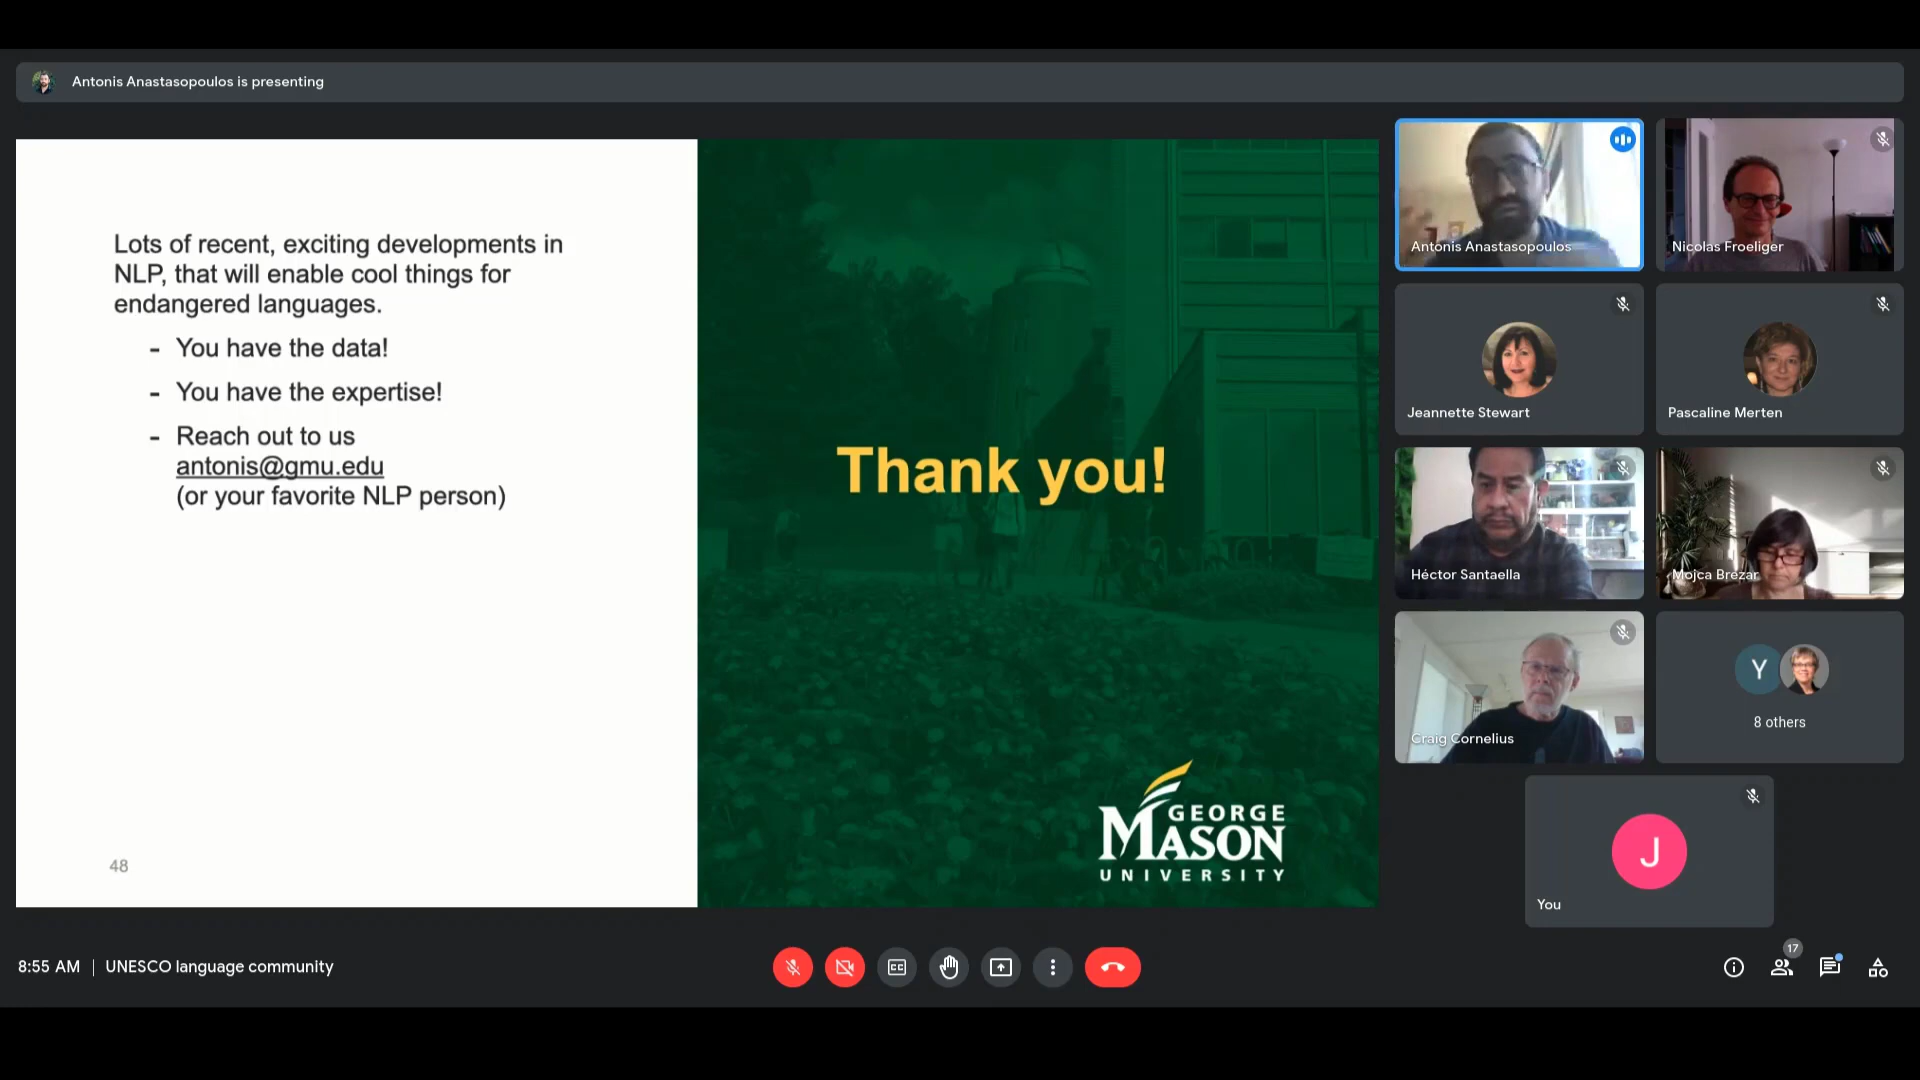 Antonis Anastasopoulos is presenting
Lots of recent, exciting developments in
NLP, that will enable cool things for
endangered languages.
- You have the data!
- You have the expertise!
- Reach out to us
antonis@gmu.edu
(or your favorite NLP person)
48
Thank you!
GEORGE
MASON
UNIVERSITY
Antonis Anastasopoulos
Nicolas Froeliger
Jeannette Stewart
Pascaline Merten
Héctor Santaella
Mojca Brezar
Craig Cornelius
Y
8 others
J
You
8:55 AM | UNESCO language community
CC
17